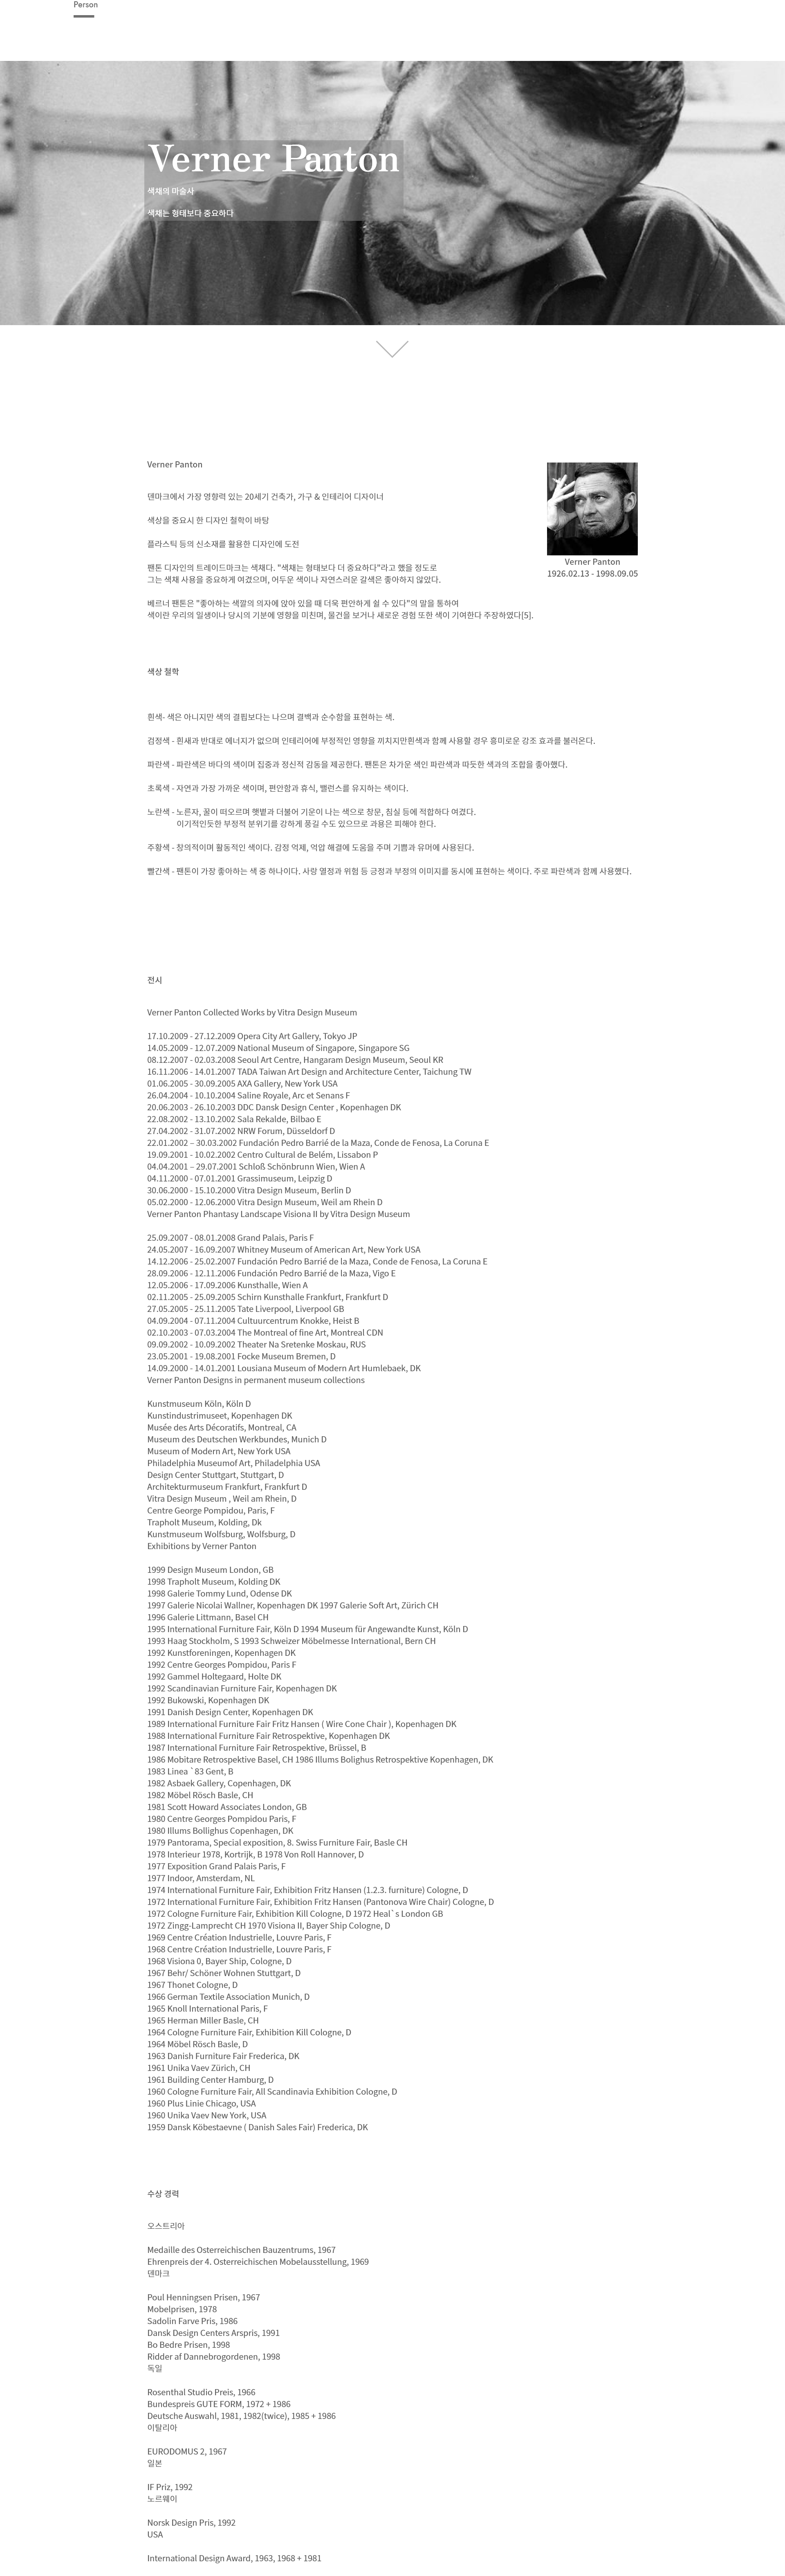 Person
Verner Panton
색채의 마술사
색채는 형태보다 중요하다
Verner Panton
덴마크에서 가장 영향력 있는 20세기 건축가, 가구 & 인테리어 디자이너
색상을 중요시 한 디자인 철학이 바탕
플라스틱 등의 신소재를 활용한 디자인에 도전
팬톤 디자인의 트레이드마크는 색채다. "색채는 형태보다 더 중요하다"라고 했을 정도로
그는 색채 사용을 중요하게 여겼으며, 어두운 색이나 자연스러운 갈색은 좋아하지 않았다.
베르너 팬톤은 "좋아하는 색깔의 의자에 앉아 있을 때 더욱 편안하게 쉴 수 있다"의 말을 통하여
색이란 우리의 일생이나 당시의 기분에 영향을 미친며, 물건을 보거나 새로운 경험 또한 색이 기여한다 주장하였다[5].
Verner Panton
1926.02.13 - 1998.09.05
색상 철학
흰색- 색은 아니지만 색의 결핍보다는 나으며 결백과 순수함을 표현하는 색.
검정색 - 흰새과 반대로 에너지가 없으며 인테리어에 부정적인 영향을 끼치지만흰색과 함께 사용할 경우 흥미로운 강조 효과를 불러온다.
파란색 - 파란색은 바다의 색이며 집중과 정신적 감동을 제공한다. 팬톤은 차가운 색인 파란색과 따듯한 색과의 조합을 좋아했다.
초록색 - 자연과 가장 가까운 색이며, 편안함과 휴식, 밸런스를 유지하는 색이다.
노란색 - 노른자, 꿀이 떠오르며 햇볕과 더불어 기운이 나는 색으로 창문, 침실 등에 적합하다 여겼다.
이기적인듯한 부정적 분위기를 강하게 풍길 수도 있으므로 과용은 피해야 한다.
주황색 - 창의적이며 활동적인 색이다. 감정 억제, 억압 해결에 도움을 주며 기쁨과 유머에 사용된다.
빨간색 - 팬톤이 가장 좋아하는 색 중 하나이다. 사랑 열정과 위험 등 긍정과 부정의 이미지를 동시에 표현하는 색이다. 주로 파란색과 함께 사용했다.
전시
Verner Panton Collected Works by Vitra Design Museum
17.10.2009 - 27.12.2009 Opera City Art Gallery, Tokyo JP
14.05.2009 - 12.07.2009 National Museum of Singapore, Singapore SG
08.12.2007 - 02.03.2008 Seoul Art Centre, Hangaram Design Museum, Seoul KR
16.11.2006 - 14.01.2007 TADA Taiwan Art Design and Architecture Center, Taichung TW
01.06.2005 - 30.09.2005 AXA Gallery, New York USA
26.04.2004 - 10.10.2004 Saline Royale, Arc et Senans F
20.06.2003 - 26.10.2003 DDC Dansk Design Center , Kopenhagen DK
22.08.2002 - 13.10.2002 Sala Rekalde, Bilbao E
27.04.2002 - 31.07.2002 NRW Forum, Düsseldorf D
22.01.2002 – 30.03.2002 Fundación Pedro Barrié de la Maza, Conde de Fenosa, La Coruna E
19.09.2001 - 10.02.2002 Centro Cultural de Belém, Lissabon P
04.04.2001 – 29.07.2001 Schloß Schönbrunn Wien, Wien A
04.11.2000 - 07.01.2001 Grassimuseum, Leipzig D
30.06.2000 - 15.10.2000 Vitra Design Museum, Berlin D
05.02.2000 - 12.06.2000 Vitra Design Museum, Weil am Rhein D
Verner Panton Phantasy Landscape Visiona II by Vitra Design Museum
25.09.2007 - 08.01.2008 Grand Palais, Paris F
24.05.2007 - 16.09.2007 Whitney Museum of American Art, New York USA
14.12.2006 - 25.02.2007 Fundación Pedro Barrié de la Maza, Conde de Fenosa, La Coruna E
28.09.2006 - 12.11.2006 Fundación Pedro Barrié de la Maza, Vigo E
12.05.2006 - 17.09.2006 Kunsthalle, Wien A
02.11.2005 - 25.09.2005 Schirn Kunsthalle Frankfurt, Frankfurt D
27.05.2005 - 25.11.2005 Tate Liverpool, Liverpool GB
04.09.2004 - 07.11.2004 Cultuurcentrum Knokke, Heist B
02.10.2003 - 07.03.2004 The Montreal of fine Art, Montreal CDN
09.09.2002 - 10.09.2002 Theater Na Sretenke Moskau, RUS
23.05.2001 - 19.08.2001 Focke Museum Bremen, D
14.09.2000 - 14.01.2001 Lousiana Museum of Modern Art Humlebaek, DK
Verner Panton Designs in permanent museum collections
Kunstmuseum Köln, Köln D
Kunstindustrimuseet, Kopenhagen DK
Musée des Arts Décoratifs, Montreal, CA
Museum des Deutschen Werkbundes, Munich D
Museum of Modern Art, New York USA
Philadelphia Museumof Art, Philadelphia USA
Design Center Stuttgart, Stuttgart, D
Architekturmuseum Frankfurt, Frankfurt D
Vitra Design Museum , Weil am Rhein, D
Centre George Pompidou, Paris, F
Trapholt Museum, Kolding, Dk
Kunstmuseum Wolfsburg, Wolfsburg, D
Exhibitions by Verner Panton
1999 Design Museum London, GB
1998 Trapholt Museum, Kolding DK
1998 Galerie Tommy Lund, Odense DK
1997 Galerie Nicolai Wallner, Kopenhagen DK 1997 Galerie Soft Art, Zürich CH
1996 Galerie Littmann, Basel CH
1995 International Furniture Fair, Köln D 1994 Museum für Angewandte Kunst, Köln D
1993 Haag Stockholm, S 1993 Schweizer Möbelmesse International, Bern CH
1992 Kunstforeningen, Kopenhagen DK
1992 Centre Georges Pompidou, Paris F
1992 Gammel Holtegaard, Holte DK
1992 Scandinavian Furniture Fair, Kopenhagen DK
1992 Bukowski, Kopenhagen DK
1991 Danish Design Center, Kopenhagen DK
1989 International Furniture Fair Fritz Hansen ( Wire Cone Chair ), Kopenhagen DK
1988 International Furniture Fair Retrospektive, Kopenhagen DK
1987 International Furniture Fair Retrospektive, Brüssel, B
1986 Mobitare Retrospektive Basel, CH 1986 Illums Bolighus Retrospektive Kopenhagen, DK
1983 Linea `83 Gent, B
1982 Asbaek Gallery, Copenhagen, DK
1982 Möbel Rösch Basle, CH
1981 Scott Howard Associates London, GB
1980 Centre Georges Pompidou Paris, F
1980 Illums Bollighus Copenhagen, DK
1979 Pantorama, Special exposition, 8. Swiss Furniture Fair, Basle CH
1978 Interieur 1978, Kortrijk, B 1978 Von Roll Hannover, D
1977 Exposition Grand Palais Paris, F
1977 Indoor, Amsterdam, NL
1974 International Furniture Fair, Exhibition Fritz Hansen (1.2.3. furniture) Cologne, D
1972 International Furniture Fair, Exhibition Fritz Hansen (Pantonova Wire Chair) Cologne, D
1972 Cologne Furniture Fair, Exhibition Kill Cologne, D 1972 Heal`s London GB
1972 Zingg-Lamprecht CH 1970 Visiona II, Bayer Ship Cologne, D
1969 Centre Création Industrielle, Louvre Paris, F
1968 Centre Création Industrielle, Louvre Paris, F
1968 Visiona 0, Bayer Ship, Cologne, D
1967 Behr/ Schöner Wohnen Stuttgart, D
1967 Thonet Cologne, D
1966 German Textile Association Munich, D
1965 Knoll International Paris, F
1965 Herman Miller Basle, CH
1964 Cologne Furniture Fair, Exhibition Kill Cologne, D
1964 Möbel Rösch Basle, D
1963 Danish Furniture Fair Frederica, DK
1961 Unika Vaev Zürich, CH
1961 Building Center Hamburg, D
1960 Cologne Furniture Fair, All Scandinavia Exhibition Cologne, D
1960 Plus Linie Chicago, USA
1960 Unika Vaev New York, USA
1959 Dansk Köbestaevne ( Danish Sales Fair) Frederica, DK
수상 경력
오스트리아
Medaille des Osterreichischen Bauzentrums, 1967
Ehrenpreis der 4. Osterreichischen Mobelausstellung, 1969
덴마크
Poul Henningsen Prisen, 1967
Mobelprisen, 1978
Sadolin Farve Pris, 1986
Dansk Design Centers Arspris, 1991
Bo Bedre Prisen, 1998
Ridder af Dannebrogordenen, 1998
독일
Rosenthal Studio Preis, 1966
Bundespreis GUTE FORM, 1972 + 1986
Deutsche Auswahl, 1981, 1982(twice), 1985 + 1986
이탈리아
EURODOMUS 2, 1967
일본
IF Priz, 1992
노르웨이
Norsk Design Pris, 1992
USA
International Design Award, 1963, 1968 + 1981